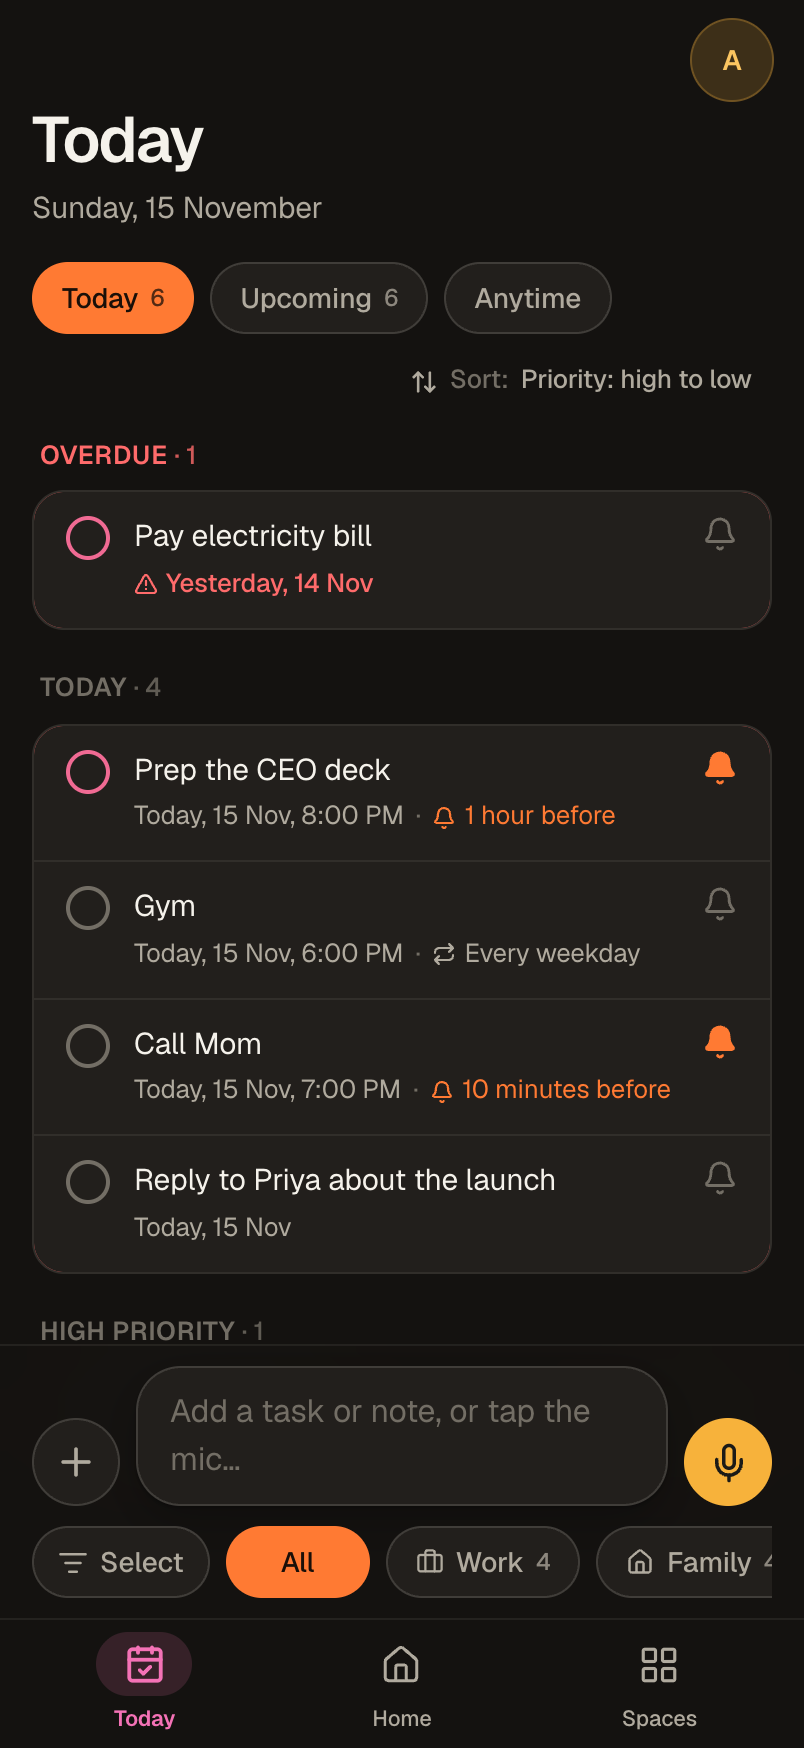 A
Today
Sunday, 15 November
Today 6
Upcoming 6
Anytime
Sort: Priority: high to low
OVERDUE · 1
Pay electricity bill
Yesterday, 14 Nov
TODAY · 4
Prep the CEO deck
Today, 15 Nov, 8:00 PM · 1 hour before
Gym
Today, 15 Nov, 6:00 PM · Every weekday
Call Mom
Today, 15 Nov, 7:00 PM · 10 minutes before
Reply to Priya about the launch
Today, 15 Nov
HIGH PRIORITY · 1
Add a task or note, or tap the
mic...
Select
All
Work 4
Family 4
Today
Home
Spaces